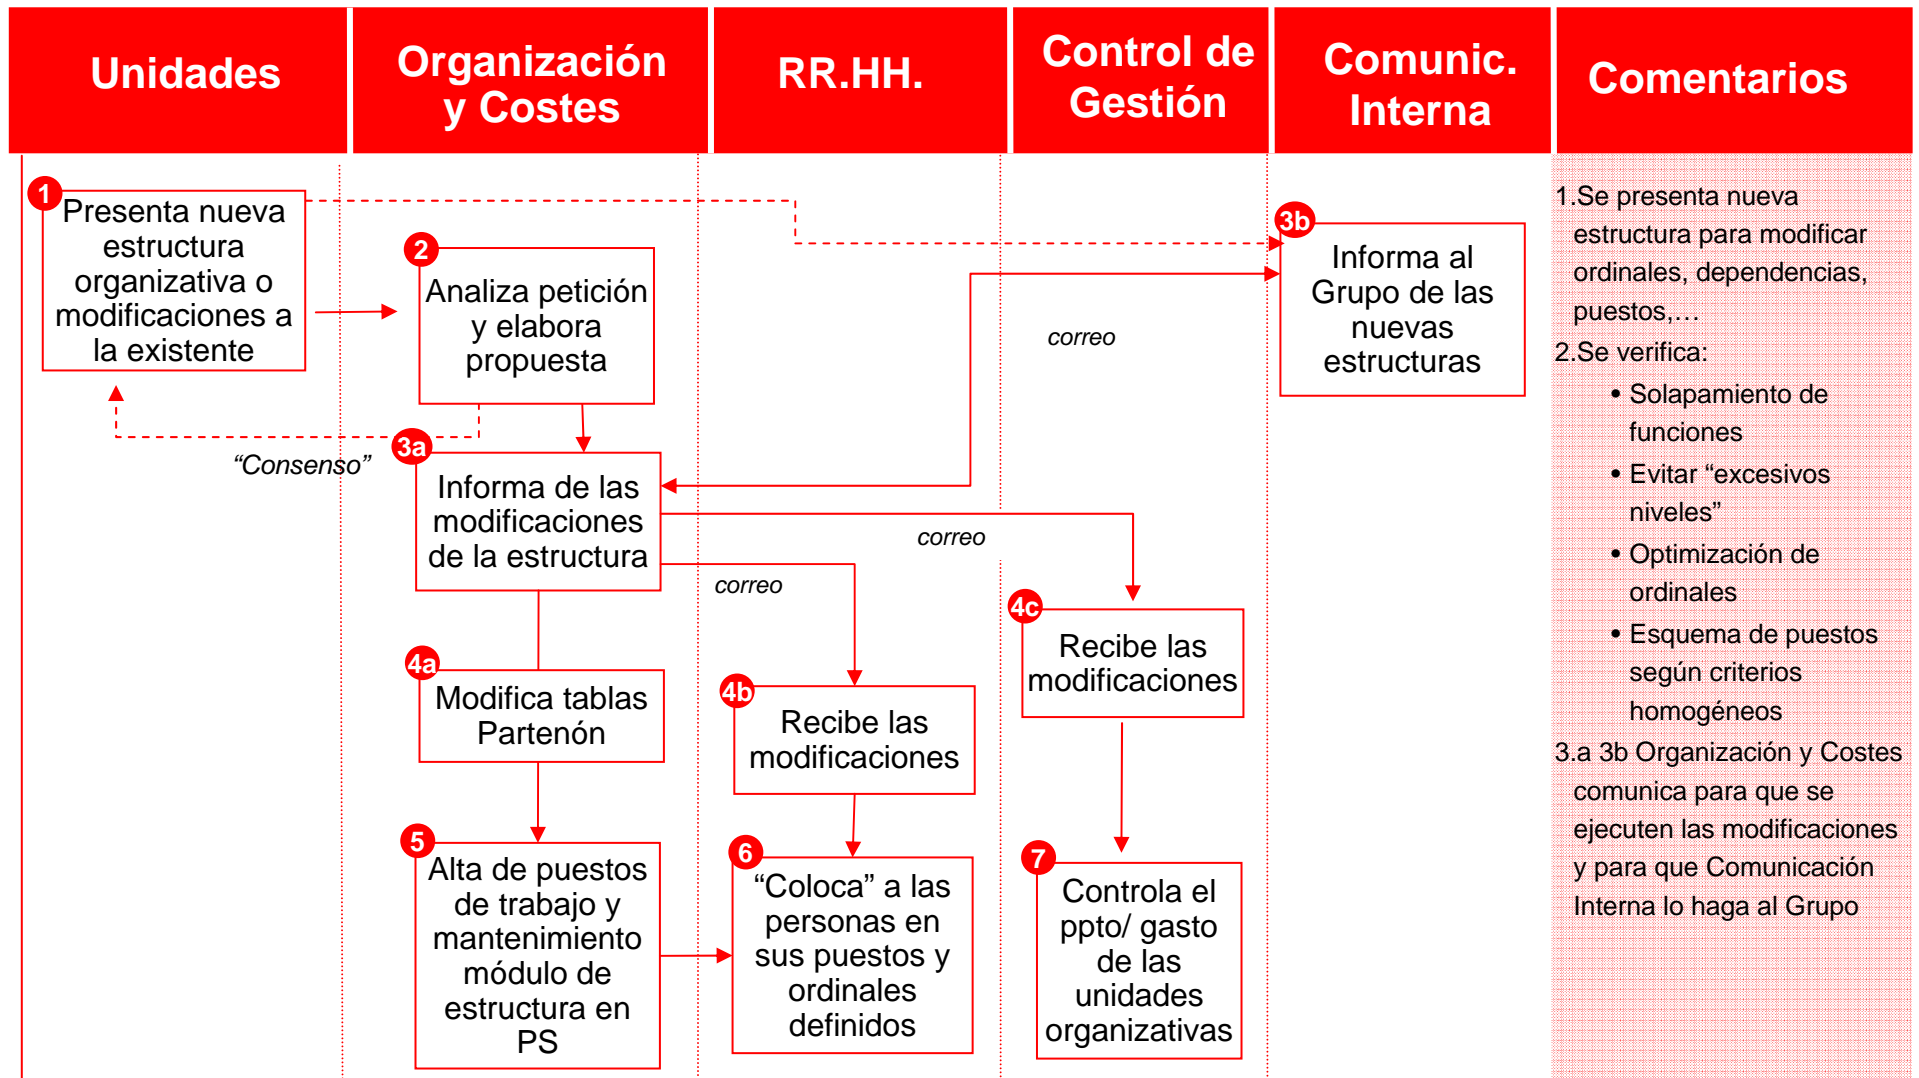 Unidades
Organización
y Costes
RR.HH.
Control de
Gestión
Comunic.
Interna
Comentarios
1
Presenta nueva
estructura
organizativa o
modificaciones a
la existente
2
Analiza petición
y elabora
propuesta
“Consenso”
3a
Informa de las
modificaciones
de la estructura
3b
Informa al
Grupo de las
nuevas
estructuras
correo
correo
correo
4a
Modifica tablas
Partenón
4b
Recibe las
modificaciones
4c
Recibe las
modificaciones
5
Alta de puestos
de trabajo y
mantenimiento
módulo de
estructura en
PS
6
“Coloca” a las
personas en
sus puestos y
ordinales
definidos
7
Controla el
ppto/ gasto
de las
unidades
organizativas
1.Se presenta nueva
estructura para modificar
ordinales, dependencias,
puestos,…
2.Se verifica:
• Solapamiento de
funciones
• Evitar “excesivos
niveles”
• Optimización de
ordinales
• Esquema de puestos
según criterios
homogéneos
3.a 3b Organización y Costes
comunica para que se
ejecuten las modificaciones
y para que Comunicación
Interna lo haga al Grupo